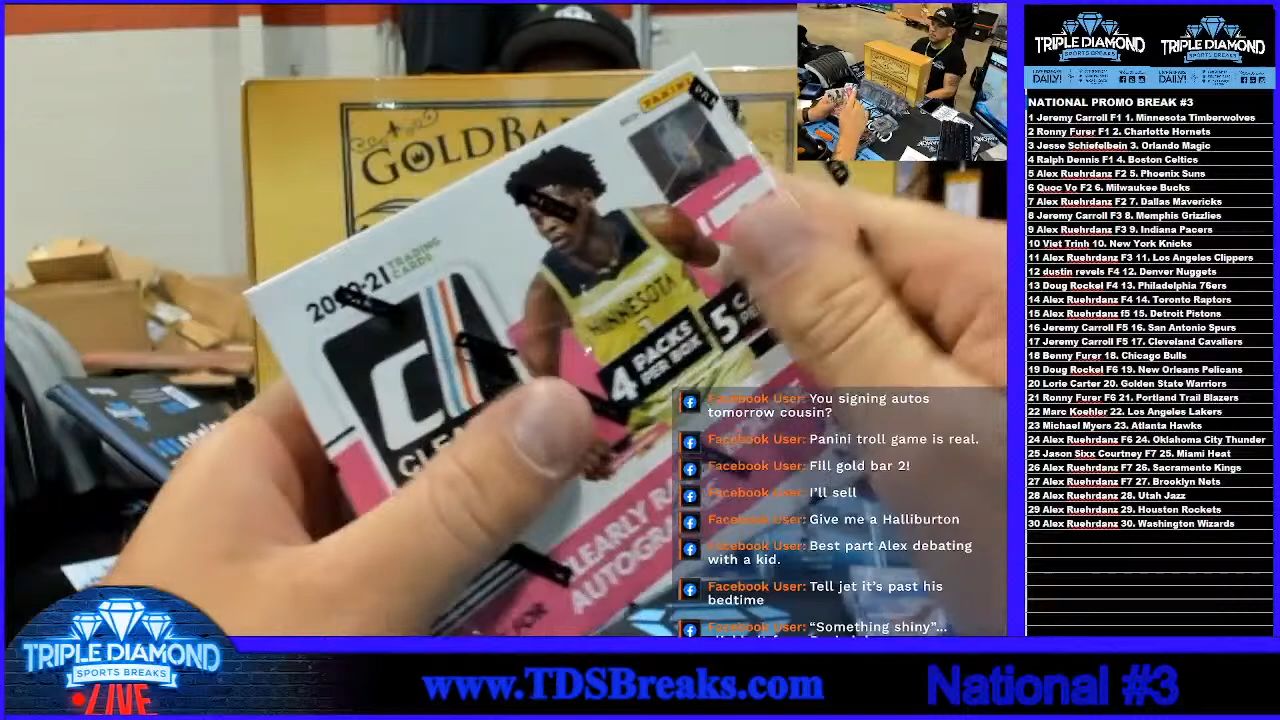 TRIPLE DIAMOND
SPORTS BREAKS
TRIPLE DIAMOND
SPORTS BREAKS
NATIONAL PROMO BREAK #3
1 Jeremy Carroll F1 1. Minnesota Timberwolves
2 Ronny Furer F1 2. Charlotte Hornets
3 Jesse Schiefelbein 3. Orlando Magic
4 Ralph Dennis F1 4. Boston Celtics
5 Alex Ruehrdanz F2 5. Phoenix Suns
6 Quoc Vo F2 6. Milwaukee Bucks
7 Alex Ruehrdanz F2 7. Dallas Mavericks
8 Jeremy Carroll F3 8. Memphis Grizzlies
9 Alex Ruehrdanz F3 9. Indiana Pacers
10 Viet Trinh 10. New York Knicks
11 Alex Ruehrdanz F3 11. Los Angeles Clippers
12 dustin revels F4 12. Denver Nuggets
13 Doug Rockel F4 13. Philadelphia 76ers
14 Alex Ruehrdanz F4 14. Toronto Raptors
15 Alex Ruehrdanz f5 15. Detroit Pistons
16 Jeremy Carroll F5 16. San Antonio Spurs
17 Jeremy Carroll F5 17. Cleveland Cavaliers
18 Benny Furer 18. Chicago Bulls
19 Doug Rockel F6 19. New Orleans Pelicans
20 Lorie Carter 20. Golden State Warriors
21 Ronny Furer F6 21. Portland Trail Blazers
22 Marc Koehler 22. Los Angeles Lakers
23 Michael Myers 23. Atlanta Hawks
24 Alex Ruehrdanz F6 24. Oklahoma City Thunder
25 Jason Sixx Courtney F7 25. Miami Heat
26 Alex Ruehrdanz F7 26. Sacramento Kings
27 Alex Ruehrdanz F7 27. Brooklyn Nets
28 Alex Ruehrdanz 28. Utah Jazz
29 Alex Ruehrdanz 29. Houston Rockets
30 Alex Ruehrdanz 30. Washington Wizards
GOLD BAR
PANINI
TRADING
CARDS
MINNESOTA
1
4 PACKS
PER BOX
5
Facebook User: You signing autos
tomorrow cousin?
Facebook User: Panini troll game is real.
Facebook User: Fill gold bar 2!
Facebook User: I'll sell
Facebook User: Give me a Halliburton
Facebook User: Best part Alex debating
with a kid.
Facebook User: Tell jet it's past his
bedtime
Facebook User: "Something shiny"...
TRIPLE DIAMOND
SPORTS BREAKS
LIVE
www.TDSBreaks.com
National #3